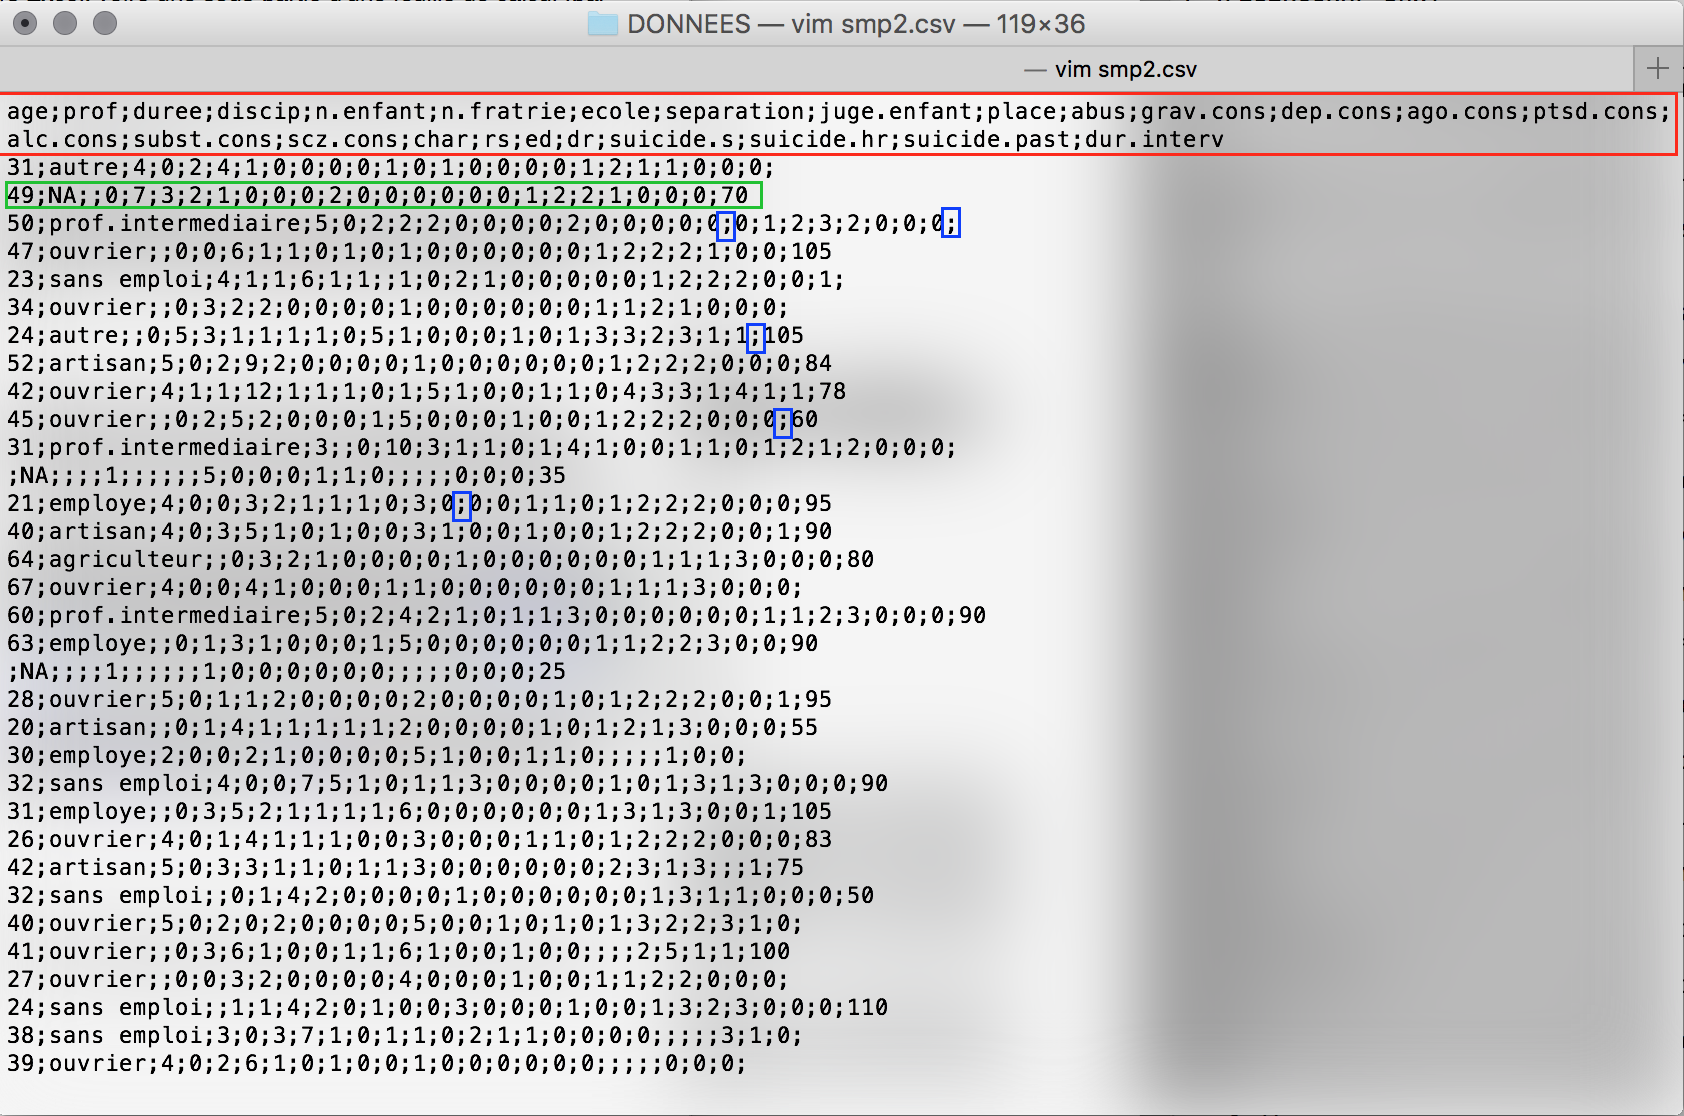 DONNEES — vim smp2.csv — 119×36
— vim smp2.csv
age;prof;duree;discip;n.enfant;n.fratrie;ecole;separation;juge.enfant;place;abus;grav.cons;dep.cons;ago.cons;ptsd.cons;
alc.cons;subst.cons;scz.cons;char;rs;ed;dr;suicide.s;suicide.hr;suicide.past;dur.interv
31;autre;4;0;2;4;1;0;0;0;0;1;0;1;0;0;0;0;1;2;1;1;0;0;0;
49;NA;;0;7;3;2;1;0;0;0;2;0;0;0;0;0;0;1;2;2;1;0;0;0;70
50;prof.intermediaire;5;0;2;2;2;0;0;0;0;2;0;0;0;0;0;0;1;2;3;2;0;0;0;
47;ouvrier;;0;0;6;1;1;0;1;0;1;0;0;0;0;0;0;1;2;2;2;1;0;0;105
23;sans emploi;4;1;1;6;1;1;;1;0;2;1;0;0;0;0;0;1;2;2;2;0;0;1;
34;ouvrier;;0;3;2;2;0;0;0;0;1;0;0;0;0;0;0;1;1;2;1;0;0;0;
24;autre;;0;5;3;1;1;1;1;0;5;1;0;0;0;1;0;1;3;3;2;3;1;1;105
52;artisan;5;0;2;9;2;0;0;0;0;1;0;0;0;0;0;0;1;2;2;2;0;0;0;84
42;ouvrier;4;1;1;12;1;1;1;0;1;5;1;0;0;1;1;0;4;3;3;1;4;1;1;78
45;ouvrier;;0;2;5;2;0;0;0;1;5;0;0;0;1;0;0;1;2;2;2;0;0;0;60
31;prof.intermediaire;3;;0;10;3;1;1;0;1;4;1;0;0;1;1;0;1;2;1;2;0;0;0;
;NA;;;;1;;;;;;5;0;0;0;1;1;0;;;;;0;0;0;35
21;employe;4;0;0;3;2;1;1;1;0;3;0;0;0;1;1;0;1;2;2;2;0;0;0;95
40;artisan;4;0;3;5;1;0;1;0;0;3;1;0;0;1;0;0;1;2;2;2;0;0;1;90
64;agriculteur;;0;3;2;1;0;0;0;0;1;0;0;0;0;0;0;1;1;1;3;0;0;0;80
67;ouvrier;4;0;0;4;1;0;0;0;1;1;0;0;0;0;0;0;1;1;1;3;0;0;0;
60;prof.intermediaire;5;0;2;4;2;1;0;1;1;3;0;0;0;0;0;0;1;1;2;3;0;0;0;90
63;employe;;0;1;3;1;0;0;0;1;5;0;0;0;0;0;0;1;1;2;2;3;0;0;90
;NA;;;;1;;;;;;1;0;0;0;0;0;0;;;;;0;0;0;25
28;ouvrier;5;0;1;1;2;0;0;0;0;2;0;0;0;0;1;0;1;2;2;2;0;0;1;95
20;artisan;;0;1;4;1;1;1;1;1;2;0;0;0;0;1;0;1;2;1;3;0;0;0;55
30;employe;2;0;0;2;1;0;0;0;0;5;1;0;0;1;1;0;;;;;1;0;0;
32;sans emploi;4;0;0;7;5;1;0;1;1;3;0;0;0;0;1;0;1;3;1;3;0;0;0;90
31;employe;;0;3;5;2;1;1;1;1;6;0;0;0;0;0;0;1;3;1;3;0;0;1;105
26;ouvrier;4;0;1;4;1;1;1;0;0;3;0;0;0;1;1;0;1;2;2;2;0;0;0;83
42;artisan;5;0;3;3;1;1;0;1;1;3;0;0;0;0;0;0;2;3;1;3;;;1;75
32;sans emploi;;0;1;4;2;0;0;0;0;1;0;0;0;0;0;0;1;3;1;1;0;0;0;50
40;ouvrier;5;0;2;0;2;0;0;0;0;5;0;0;1;0;1;0;1;3;2;2;3;1;0;
41;ouvrier;;0;3;6;1;0;0;1;1;6;1;0;0;1;0;0;;;;2;5;1;1;100
27;ouvrier;;0;0;3;2;0;0;0;0;4;0;0;0;1;0;0;1;1;2;2;0;0;0;
24;sans emploi;;1;1;4;2;0;1;0;0;3;0;0;0;1;0;0;1;3;2;3;0;0;0;110
38;sans emploi;3;0;3;7;1;0;1;1;0;2;1;1;0;0;0;0;;;;;3;1;0;
39;ouvrier;4;0;2;6;1;0;1;0;0;1;0;0;0;0;0;0;;;;;0;0;0;